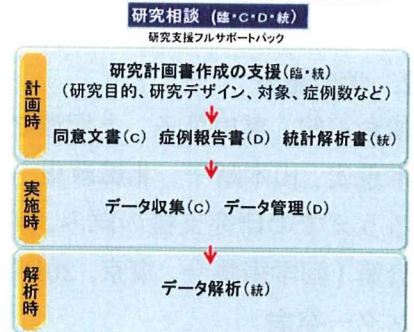 研究相談（臨・C・D・統）
研究支援フルサポートパック
計画時
研究計画書作成の支援（臨・統）
（研究目的、研究デザイン、対象、症例数など）
同意文書（C） 症例報告書（D） 統計解析書（統）
実施時
データ収集（C） データ管理（D）
解析時
データ解析（統）